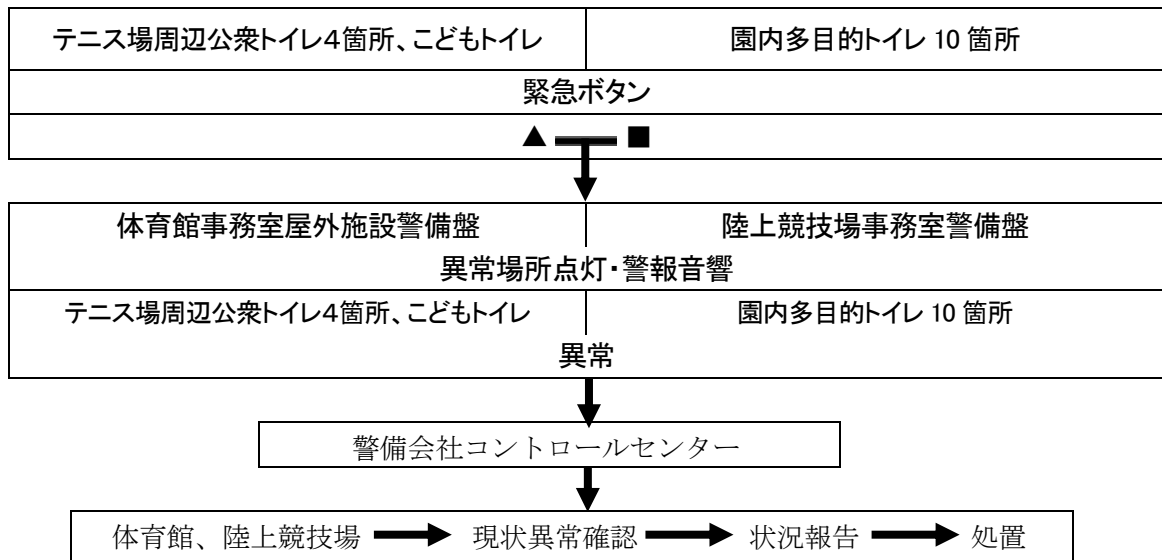 テニス場周辺公衆トイレ4箇所、こどもトイレ 園内多目的トイレ 10 箇所
緊急ボタン
▲ ■
体育館事務室屋外施設警備盤 陸上競技場事務室警備盤
異常場所点灯・警報音響
テニス場周辺公衆トイレ4箇所、こどもトイレ 園内多目的トイレ 10 箇所
異常
警備会社コントロールセンター
体育館、陸上競技場 現状異常確認 状況報告 処置